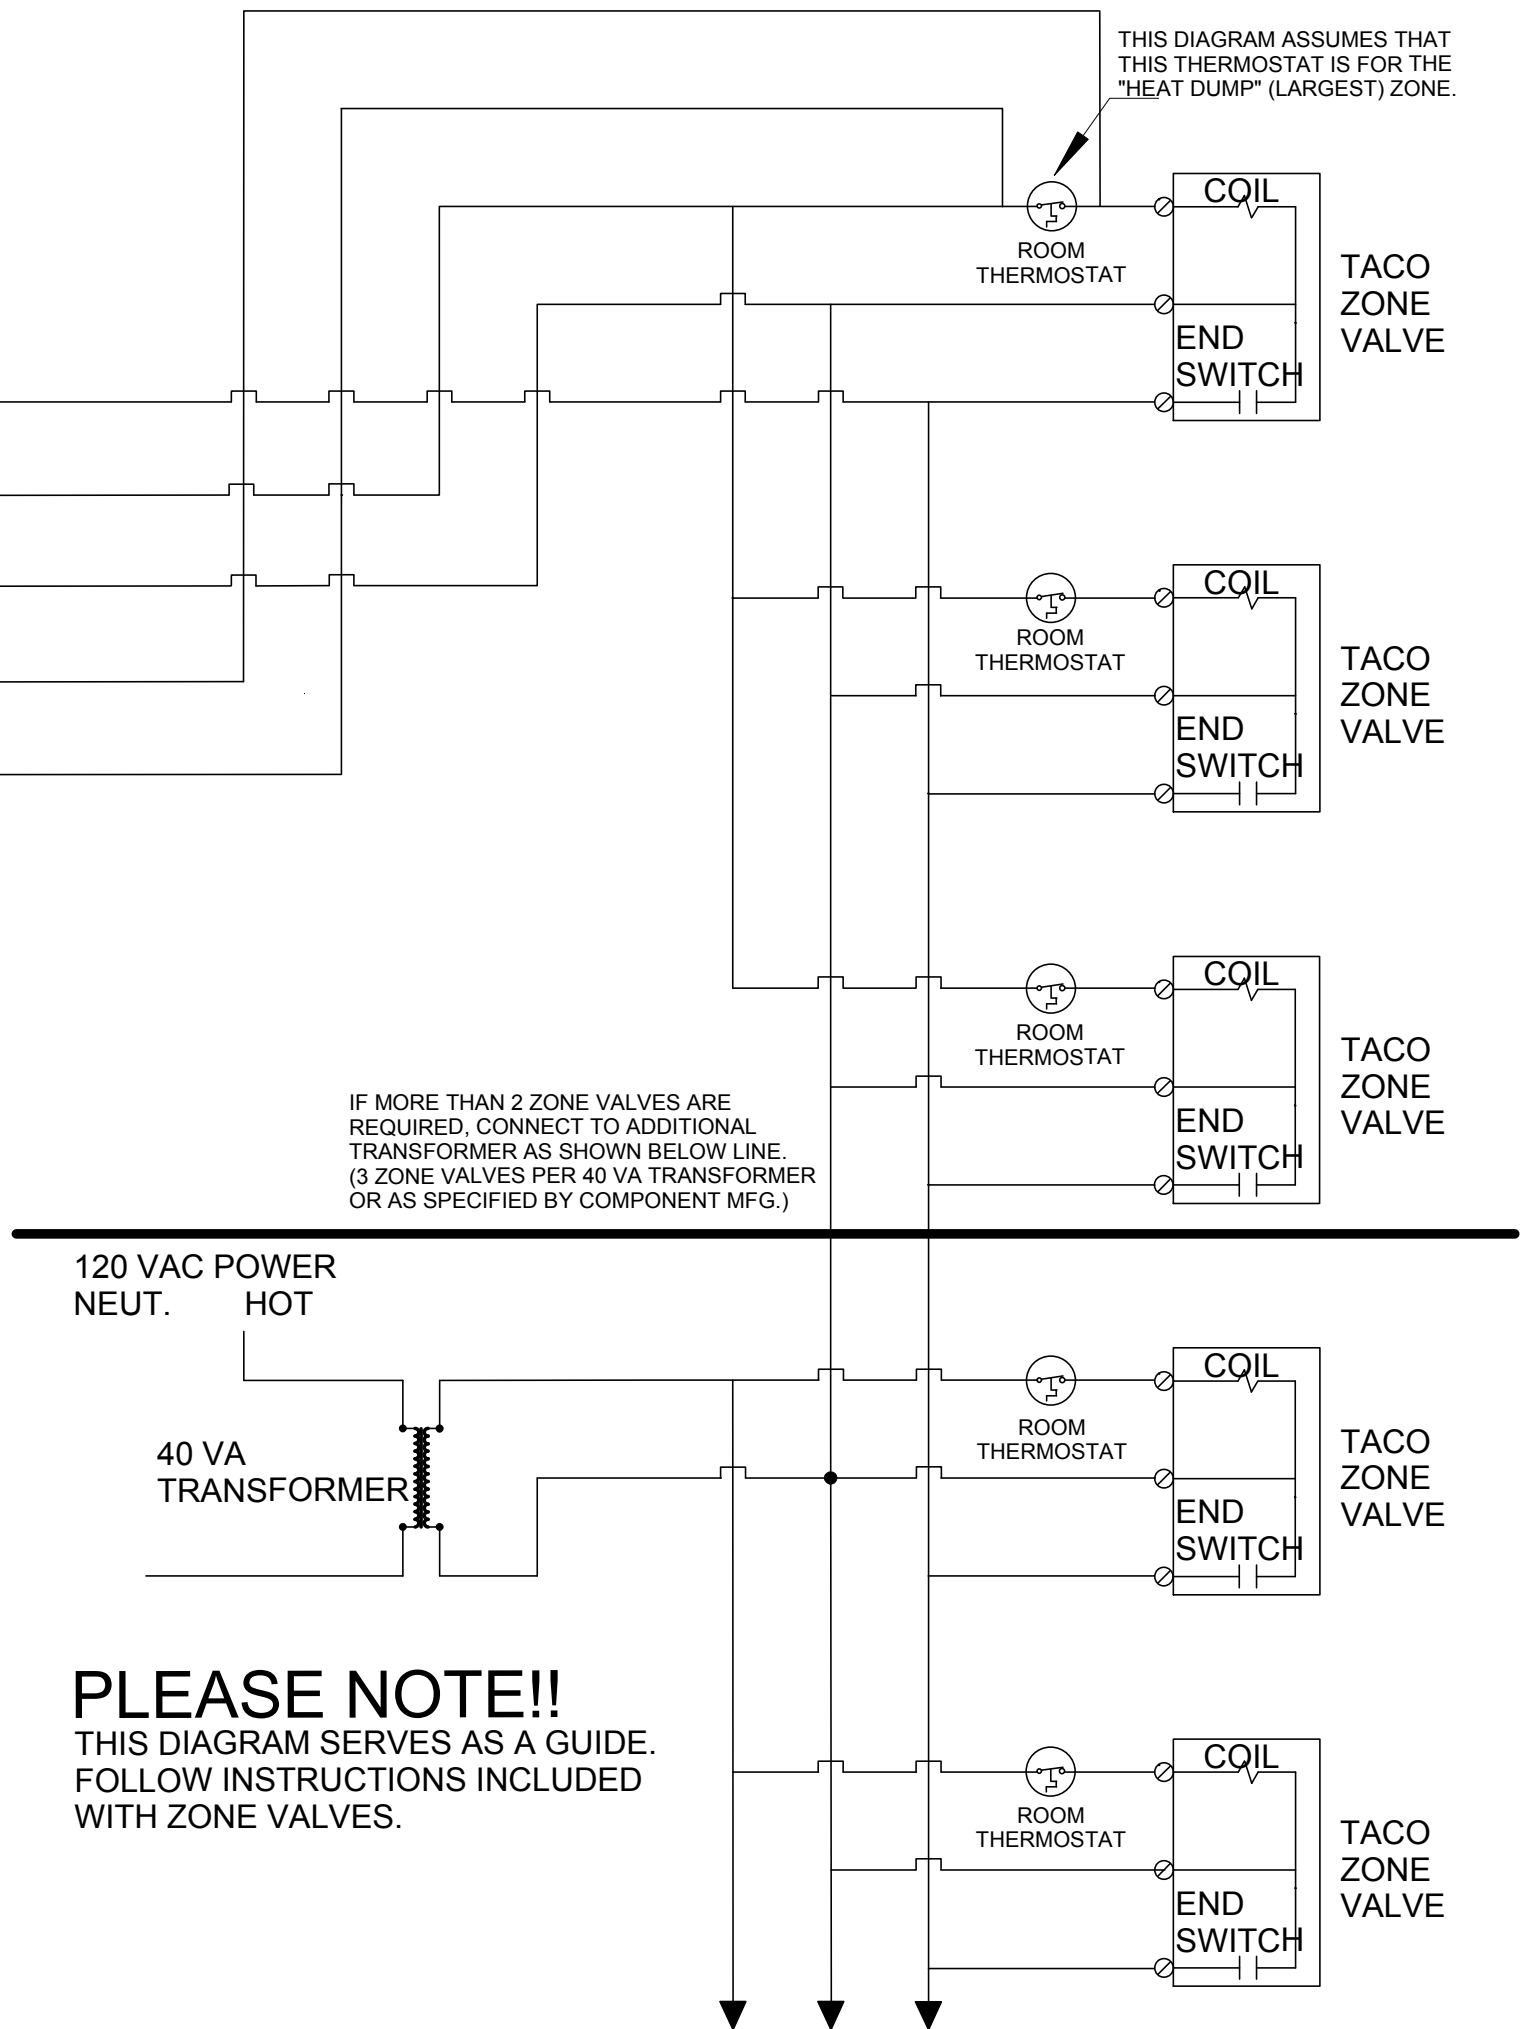 THIS DIAGRAM ASSUMES THAT
THIS THERMOSTAT IS FOR THE
"HEAT DUMP" (LARGEST) ZONE.
COIL
ROOM
THERMOSTAT
END
SWITCH
TACO
ZONE
VALVE
COIL
ROOM
THERMOSTAT
END
SWITCH
TACO
ZONE
VALVE
COIL
ROOM
THERMOSTAT
END
SWITCH
TACO
ZONE
VALVE
IF MORE THAN 2 ZONE VALVES ARE
REQUIRED, CONNECT TO ADDITIONAL
TRANSFORMER AS SHOWN BELOW LINE.
(3 ZONE VALVES PER 40 VA TRANSFORMER
OR AS SPECIFIED BY COMPONENT MFG.)
120 VAC POWER
NEUT. HOT
40 VA
TRANSFORMER
COIL
ROOM
THERMOSTAT
END
SWITCH
TACO
ZONE
VALVE
PLEASE NOTE!!
THIS DIAGRAM SERVES AS A GUIDE.
FOLLOW INSTRUCTIONS INCLUDED
WITH ZONE VALVES.
COIL
ROOM
THERMOSTAT
END
SWITCH
TACO
ZONE
VALVE